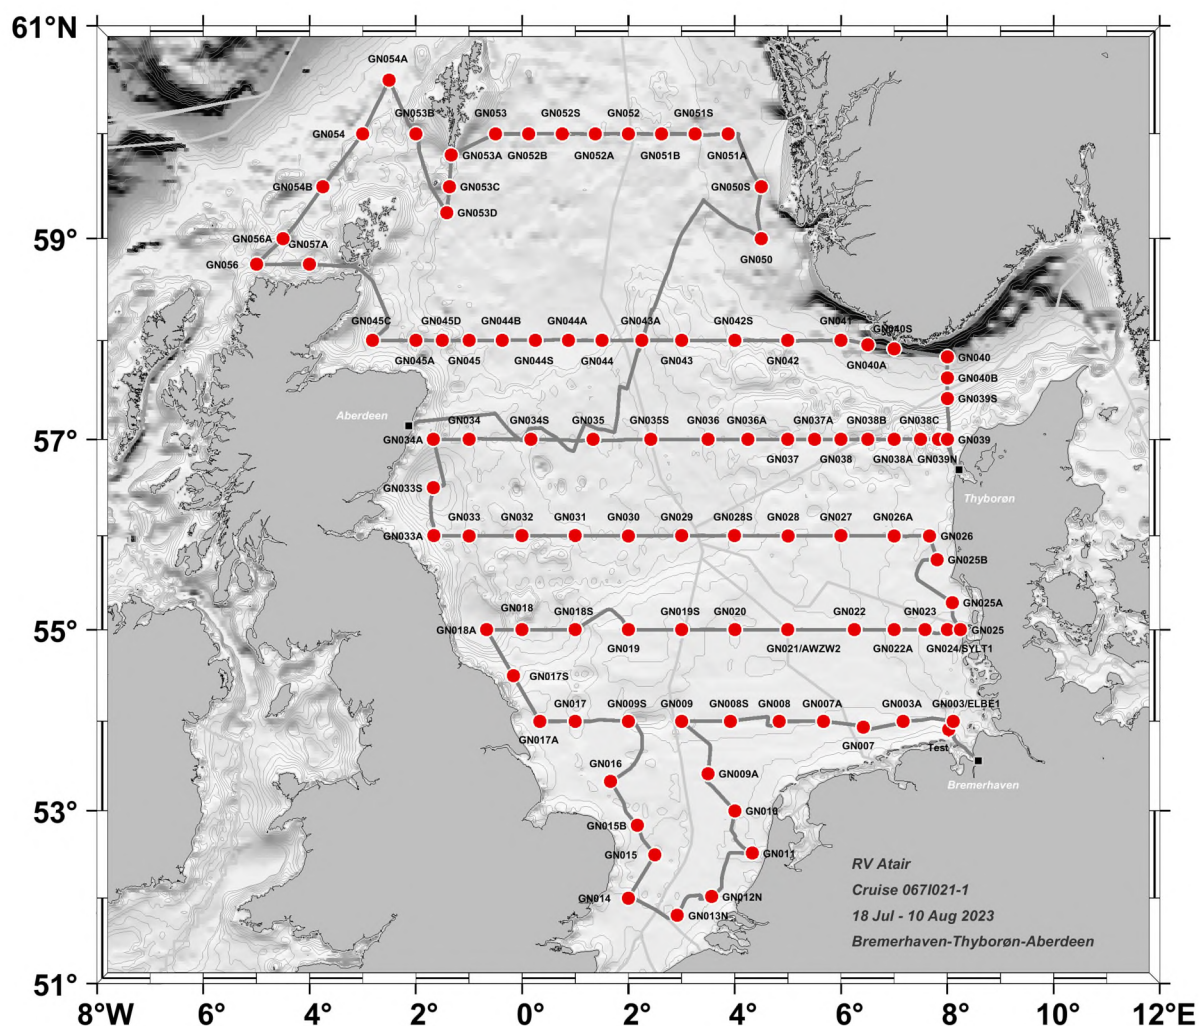 61°N
GN054A
GN053B
GN053
GN052S
GN052
GN051S
GN054
GN053A
GN052B
GN052A
GN051B
GN051A
GN054B
GN053C
GN050S
GN053D
59°
GN056A
GN057A
GN050
GN056
GN045C
GN045D
GN044B
GN044A
GN043A
GN042S
GN041
GN040S
GN045A
GN045
GN044S
GN044
GN043
GN042
GN040A
GN040
GN040B
GN039S
Aberdeen
GN034
GN034S
GN035
GN035S
GN036
GN036A
GN037A
GN038B
GN038C
57°
GN034A
GN039
GN037
GN038
GN038A
GN039N
GN033S
Thyborøn
GN033
GN032
GN031
GN030
GN029
GN028S
GN028
GN027
GN026A
GN033A
GN026
GN025B
GN025A
GN018
GN018S
GN019S
GN020
GN022
GN023
55°
GN018A
GN025
GN019
GN021/AWZW2
GN022A
GN024/SYLT1
GN017S
GN017
GN009S
GN009
GN008S
GN008
GN007A
GN003A
GN003/ELBE1
GN017A
GN007
Test
GN016
GN009A
Bremerhaven
53°
GN010
GN015B
GN015
GN011
RV Atair
GN014
GN012N
Cruise 067I021-1
GN013N
18 Jul - 10 Aug 2023
Bremerhaven-Thyborøn-Aberdeen
51°
8°W 6° 4° 2° 0° 2° 4° 6° 8° 10° 12°E